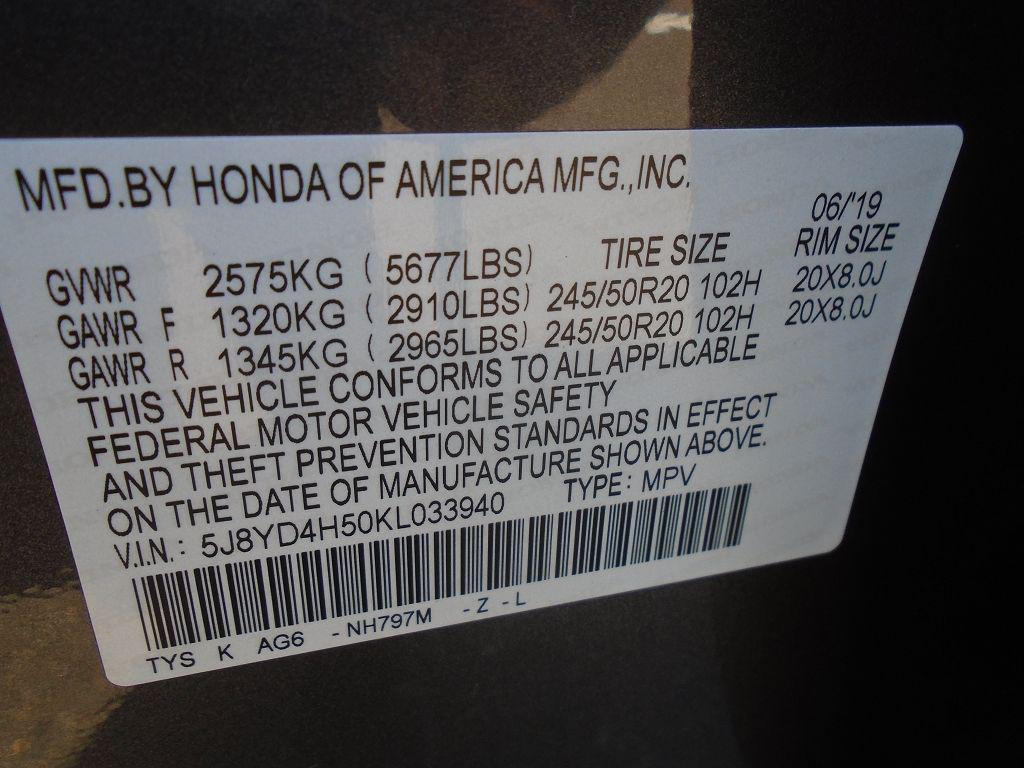 MFD.BY HONDA OF AMERICA MFG.,INC.
06/'19
GVWR 2575KG ( 5677LBS) TIRE SIZE RIM SIZE
GAWR F 1320KG ( 2910LBS) 245/50R20 102H 20X8.0J
GAWR R 1345KG ( 2965LBS) 245/50R20 102H 20X8.0J
THIS VEHICLE CONFORMS TO ALL APPLICABLE
FEDERAL MOTOR VEHICLE SAFETY
AND THEFT PREVENTION STANDARDS IN EFFECT
ON THE DATE OF MANUFACTURE SHOWN ABOVE.
V.I.N.: 5J8YD4H50KL033940 TYPE: MPV
TYS K AG6 -NH797M -Z -L